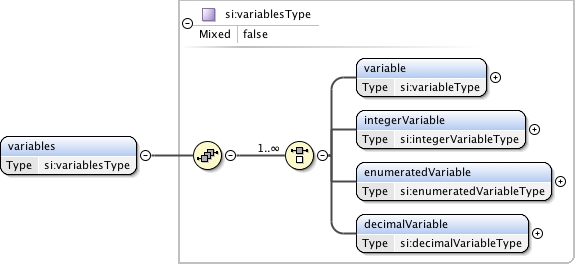 si:variablesType
Mixed false
variable
Type si:variableType
integerVariable
Type si:integerVariableType
1..∞
variables
Type si:variablesType
enumeratedVariable
Type si:enumeratedVariableType
decimalVariable
Type si:decimalVariableType